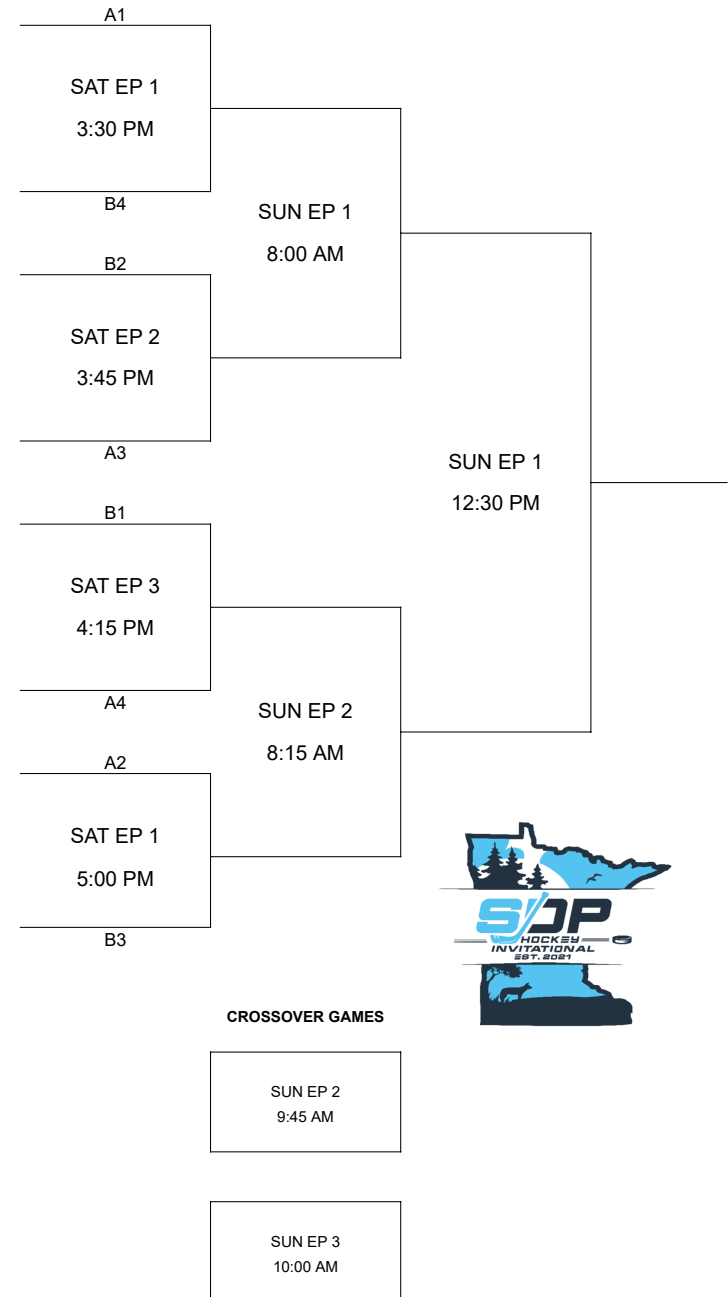 A1
SAT EP 1
3:30 PM
B4
SUN EP 1
8:00 AM
B2
SAT EP 2
3:45 PM
A3
SUN EP 1
12:30 PM
B1
SAT EP 3
4:15 PM
A4
SUN EP 2
8:15 AM
A2
SAT EP 1
5:00 PM
B3
SDP
HOCKEY
INVITATIONAL
EST. 2021
CROSSOVER GAMES
SUN EP 2
9:45 AM
SUN EP 3
10:00 AM